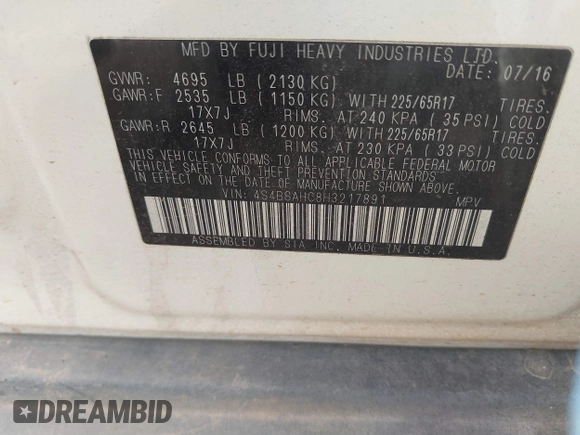 MFD BY FUJI HEAVY INDUSTRIES LTD.
DATE: 07/16
GVWR: 4695 LB (2130 KG)
GAWR:F 2535 LB (1150 KG) WITH 225/65R17 TIRES.
17X7J RIMS. AT 240 KPA (35 PSI) COLD
GAWR:R 2645 LB (1200 KG) WITH 225/65R17 TIRES.
17X7J RIMS. AT 230 KPA (33 PSI) COLD
THIS VEHICLE CONFORMS TO ALL APPLICABLE FEDERAL MOTOR
VEHICLE SAFETY AND THEFT PREVENTION STANDARDS
IN EFFECT ON THE DATE OF MANUFACTURE SHOWN ABOVE.
VIN: 4S4BSAHC8H3217891 MPV
ASSEMBLED BY SIA INC. MADE IN U.S.A.
DREAMBID